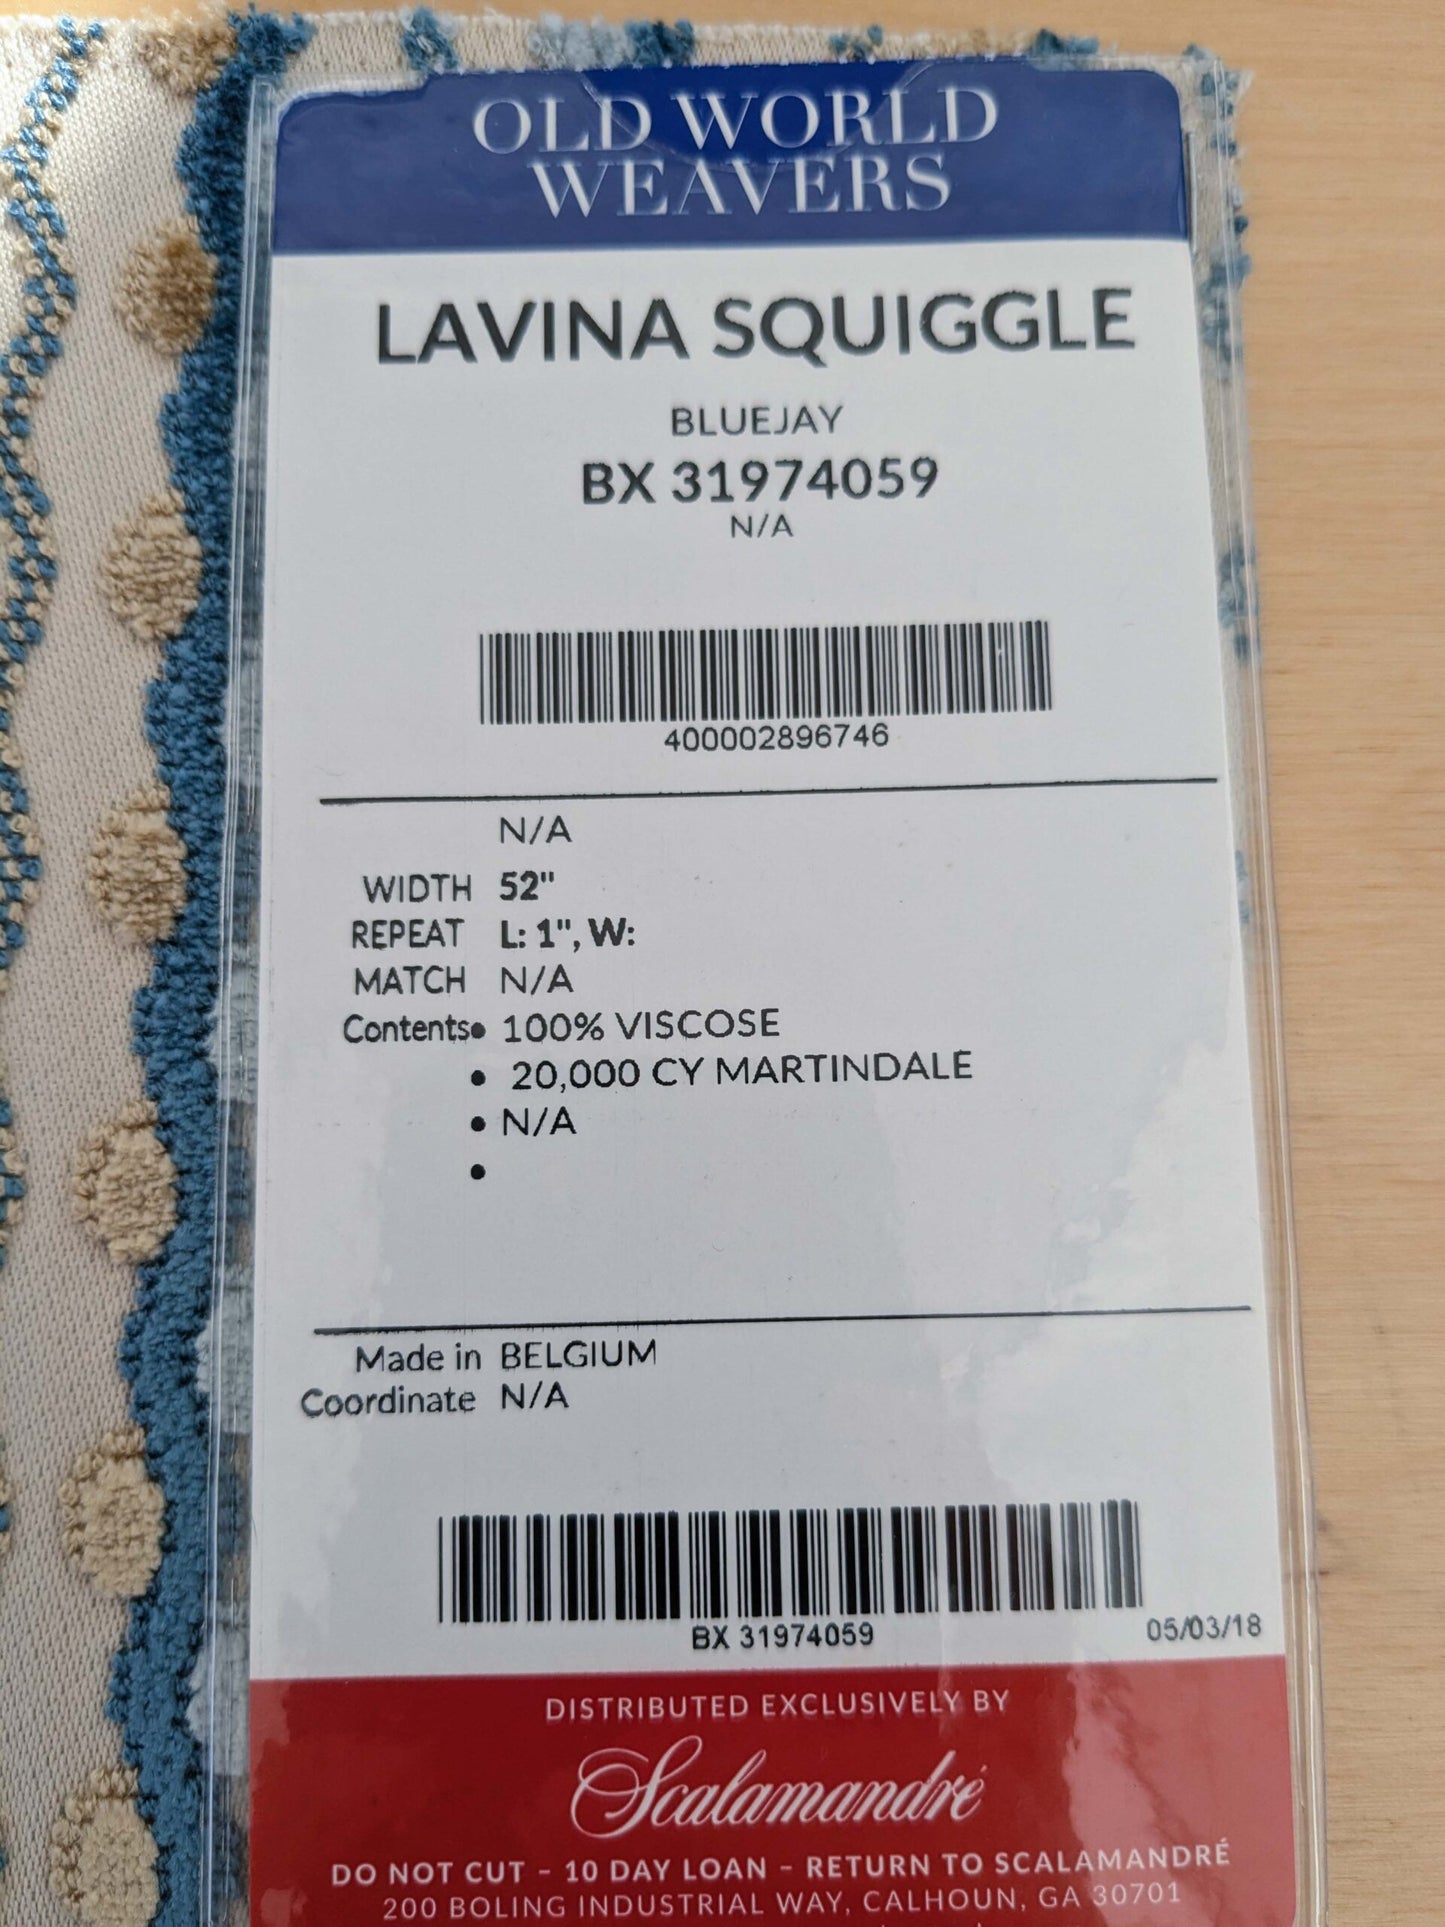 OLD WORLD
WEAVERS
LAVINA SQUIGGLE
BLUEJAY
BX 31974059
N/A
400002896746
N/A
WIDTH 52"
REPEAT L: 1", W:
MATCH N/A
Contents• 100% VISCOSE
• 20,000 CY MARTINDALE
• N/A
•
Made in BELGIUM
Coordinate N/A
BX 31974059
05/03/18
DISTRIBUTED EXCLUSIVELY BY
Scalamandré
DO NOT CUT – 10 DAY LOAN – RETURN TO SCALAMANDRÉ
200 BOLING INDUSTRIAL WAY, CALHOUN, GA 30701